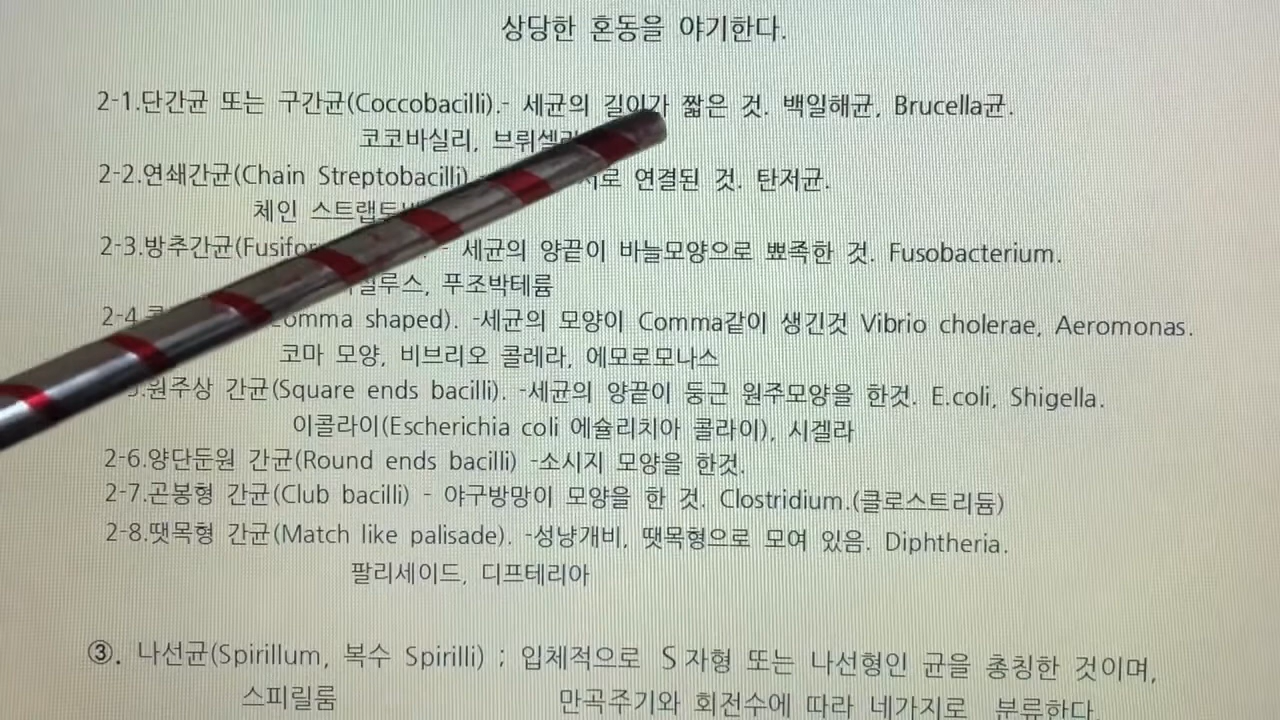 상당한 혼동을 야기한다.
2-1.단간균 또는 구간균(Coccobacilli).- 세균의 길이가 짧은 것. 백일해균, Brucella균.
코코바실리, 브뤼셀라
2-2.연쇄간균(Chain Streptobacilli) 서로 연결된 것. 탄저균.
체인
2-3.방추간균 - 세균의 양끝이 바늘모양으로 뾰족한 것. Fusobacterium.
푸조박테륨
2-4. comma shaped). -세균의 모양이 Comma같이 생긴것 Vibrio cholerae, Aeromonas.
코마 모양, 비브리오 콜레라, 에모로모나스
원주상 간균(Square ends bacilli). -세균의 양끝이 둥근 원주모양을 한것. E.coli, Shigella.
이콜라이(Escherichia coli 에슐리치아 콜라이), 시겔라
2-6.양단둔원 간균(Round ends bacilli) -소시지 모양을 한것.
2-7.곤봉형 간균(Club bacilli) - 야구방망이 모양을 한 것. Clostridium.(클로스트리듐)
2-8.땟목형 간균(Match like palisade). -성냥개비, 땟목형으로 모여 있음. Diphtheria.
팔리세이드, 디프테리아
③. 나선균(Spirillum, 복수 Spirilli) ; 입체적으로 S자형 또는 나선형인 균을 총칭한 것이며,
스피릴룸 만곡주기와 회전수에 따라 네가지로 분류한다